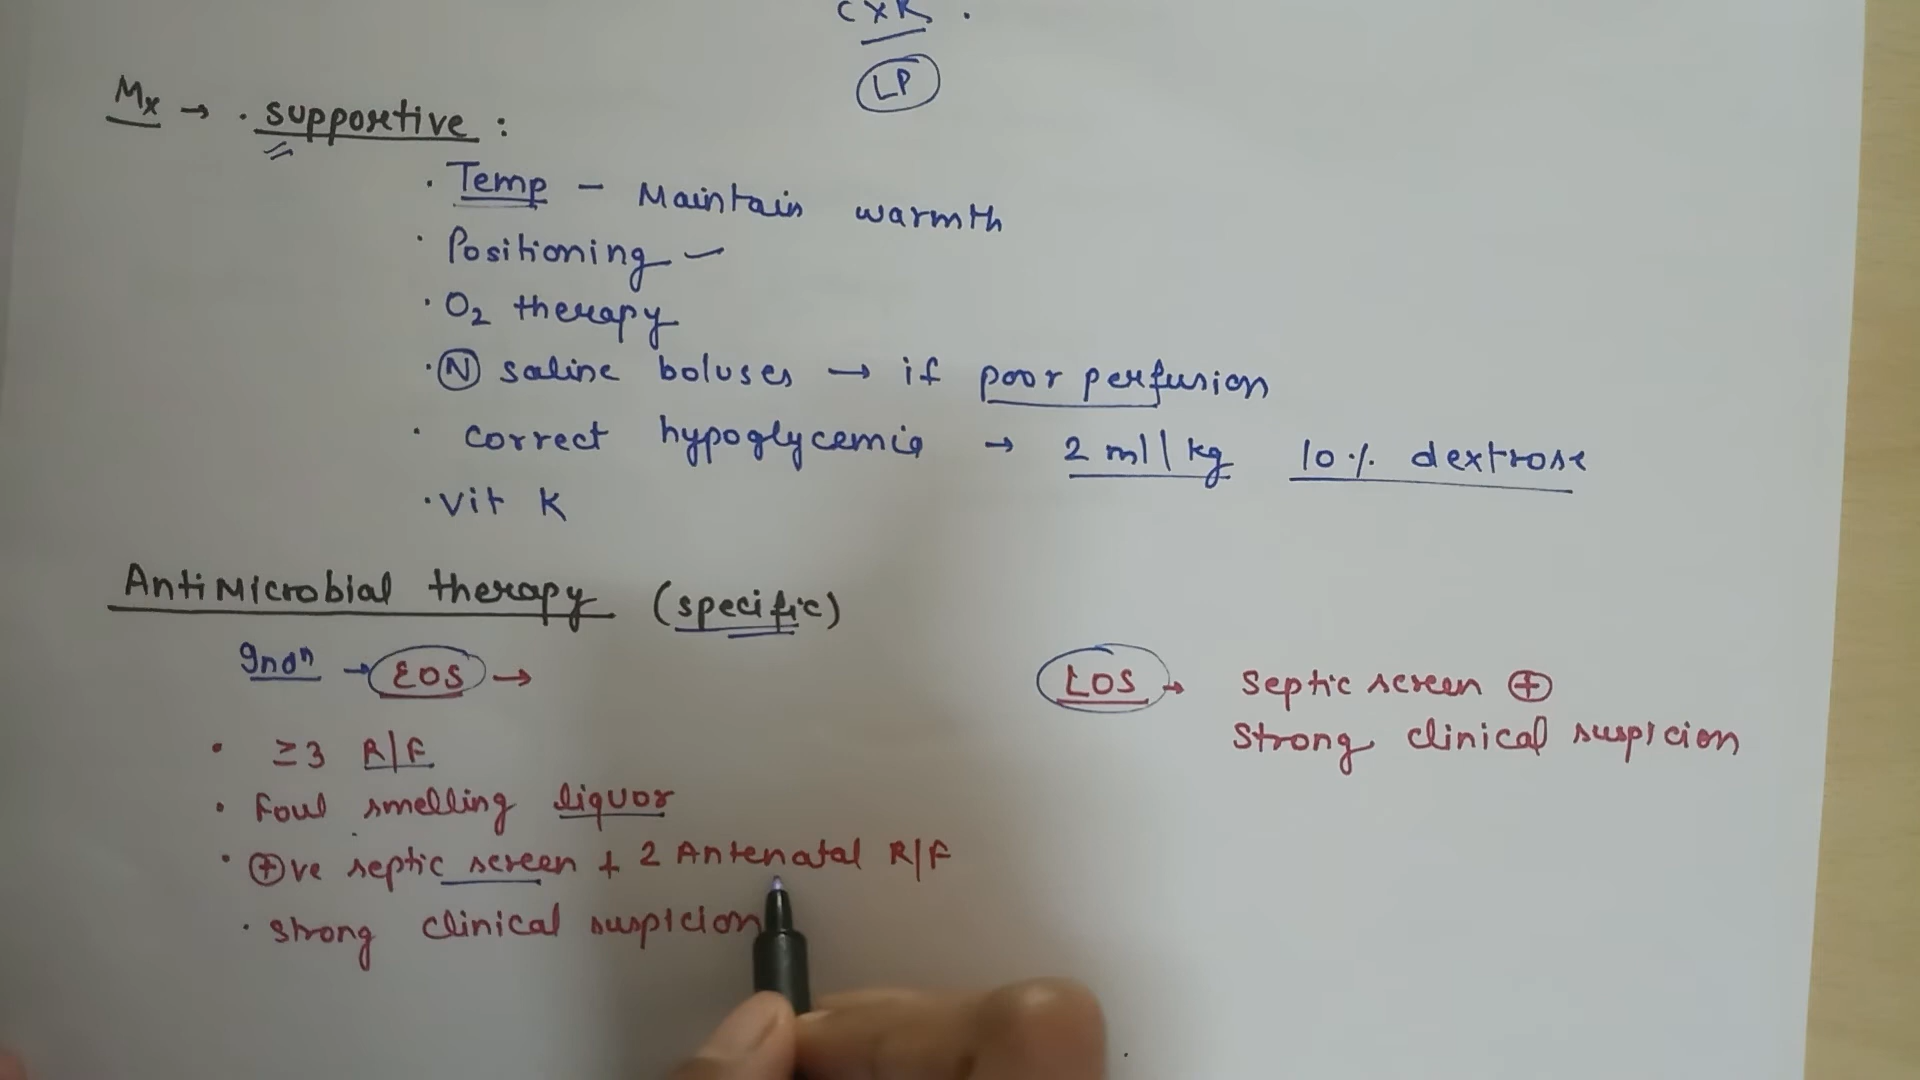 CXR.
LP
Mx → . supportive :
. Temp - Maintain warmth
. Positioning -
. O₂ therapy
. Ⓝ saline boluses → if poor perfusion
. correct hypoglycemia → 2 ml/kg 10% dextrose
. Vit K
AntiMicrobial therapy (specific)
Indⁿ → EOS →
• ≥3 R/F
• Foul smelling liquor
• ⊕ve septic screen + 2 Antenatal R/F
. strong clinical suspicion
LOS → septic screen ⊕
strong clinical suspicion